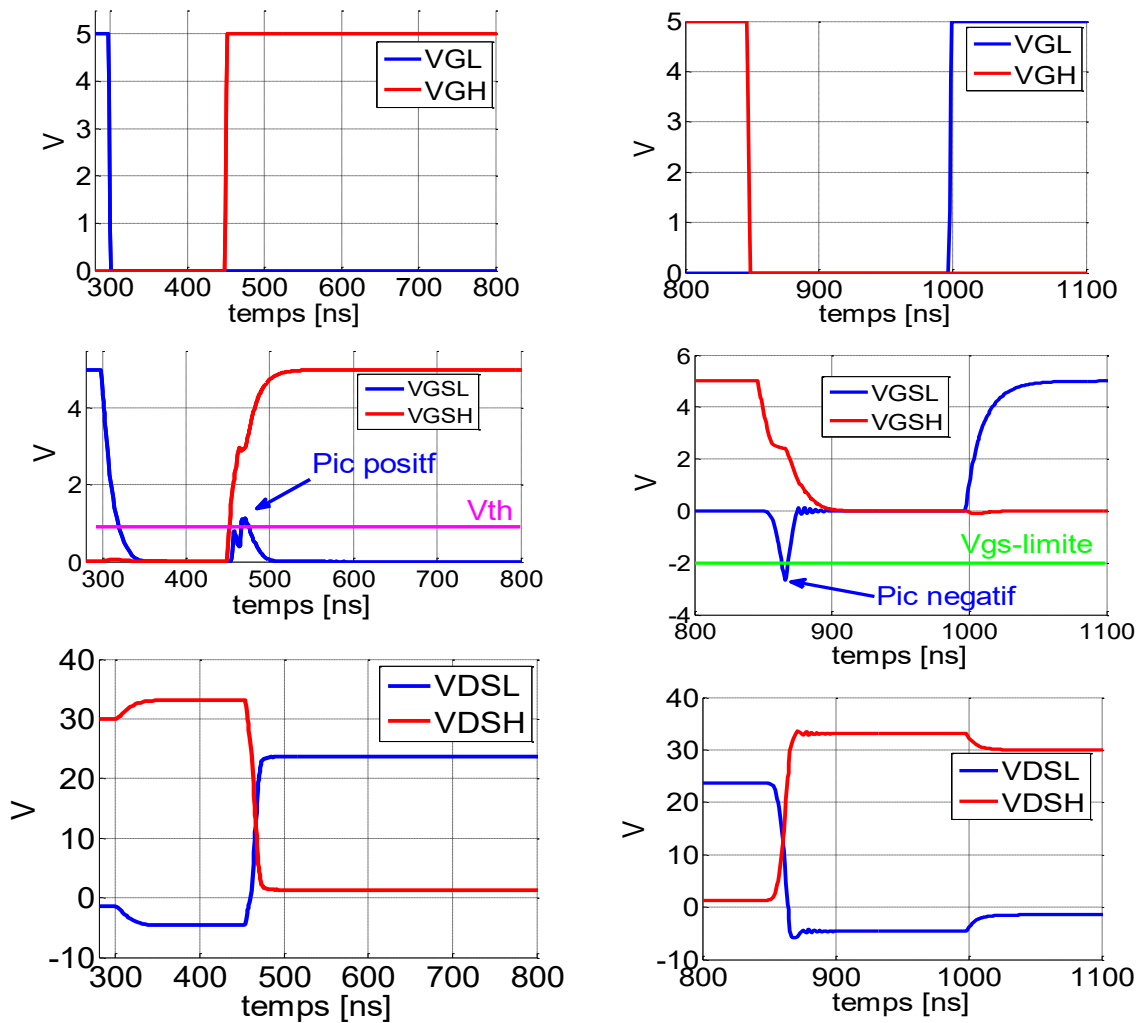 5
4
3
2
1
0
V
VGL
VGH
300 400 500 600 700 800
temps [ns]
5
4
3
2
1
0
V
VGL
VGH
800 900 1000 1100
temps [ns]
4
2
0
V
VGSL
VGSH
Pic positf
Vth
300 400 500 600 700 800
temps [ns]
6
4
2
0
-2
-4
V
VGSL
VGSH
Vgs-limite
Pic negatif
800 900 1000 1100
temps [ns]
40
30
20
10
0
-10
V
VDSL
VDSH
300 400 500 600 700 800
temps [ns]
40
30
20
10
0
-10
V
VDSL
VDSH
800 900 1000 1100
temps [ns]